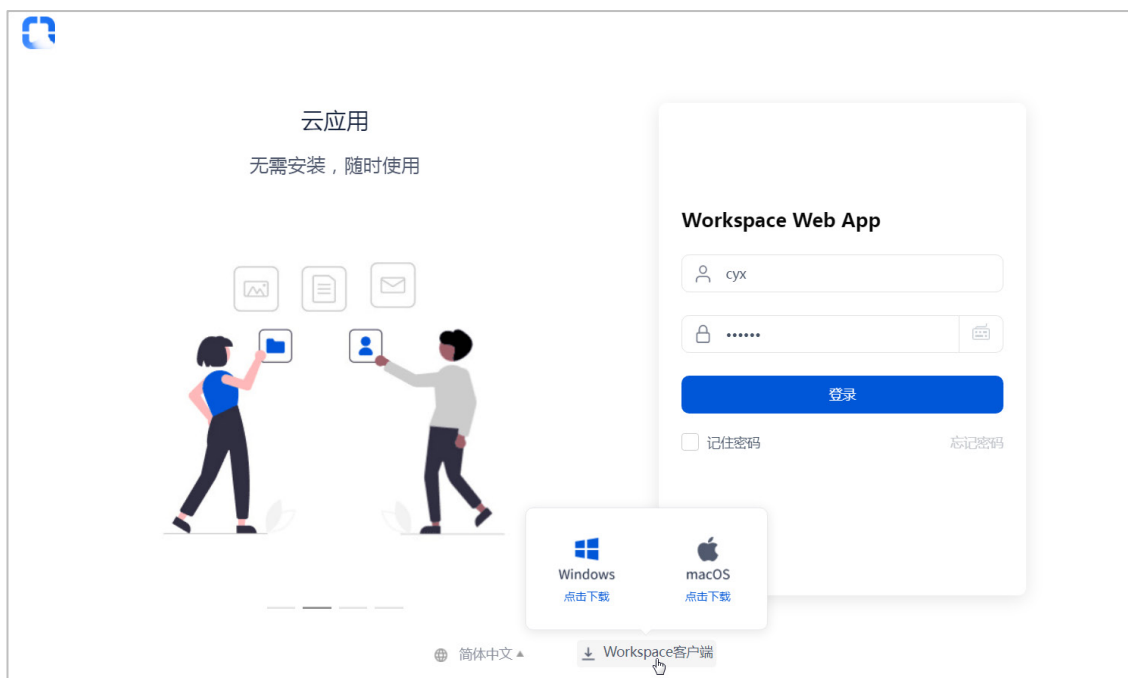 云应用
无需安装，随时使用
Workspace Web App
cyx
••••••
登录
记住密码
忘记密码
Windows
macOS
点击下载
点击下载
简体中文
Workspace客户端